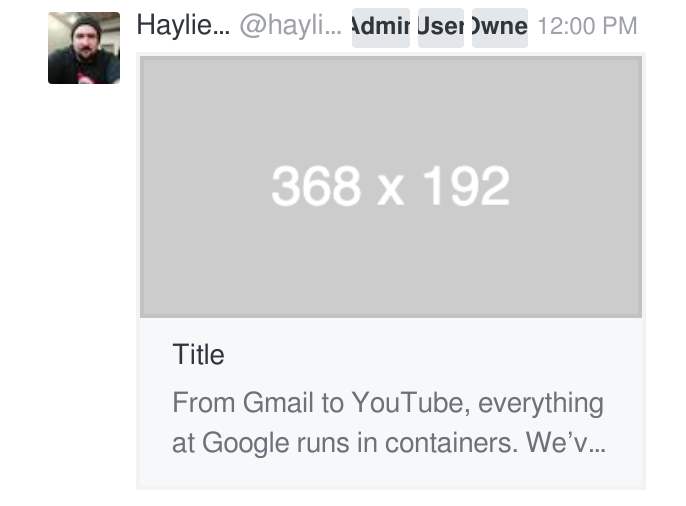 Haylie... @hayli... Admin User Owne 12:00 PM
368 x 192
Title
From Gmail to YouTube, everything
at Google runs in containers. We’v...